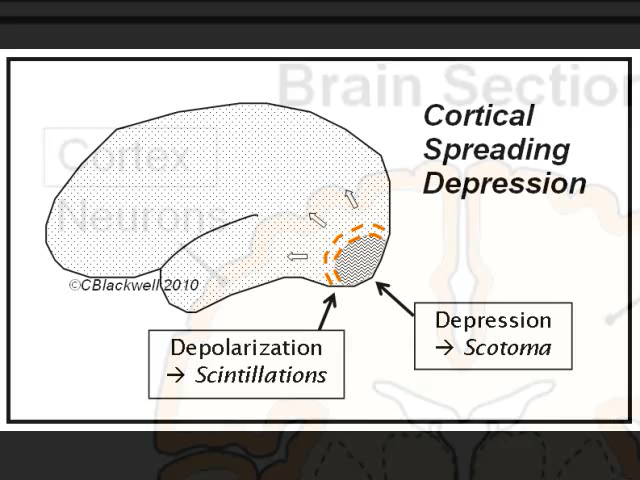 Brain Section
Cortical
Spreading
Depression
Cortex
Neurons
©CBlackwell 2010
Depolarization
→ Scintillations
Depression
→ Scotoma